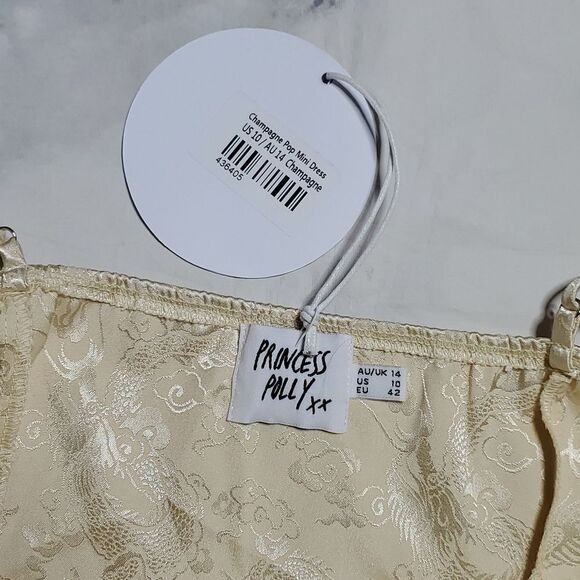 Champagne Pop Mini Dress
US 10 / AU 14 Champagne
436405
PRINCESS
POLLY xx
AU/UK 14
US 10
EU 42